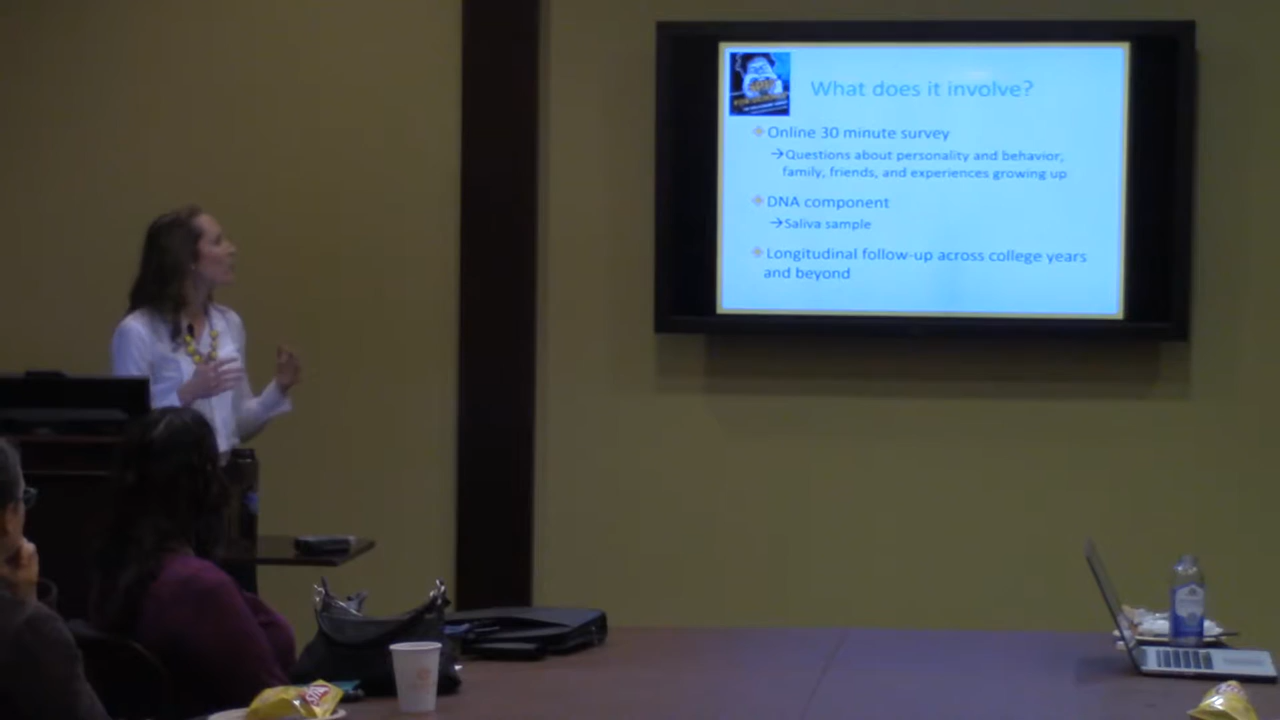 What does it involve?
Online 30 minute survey
→Questions about personality and behavior,
family, friends, and experiences growing up
DNA component
→Saliva sample
Longitudinal follow-up across college years
and beyond